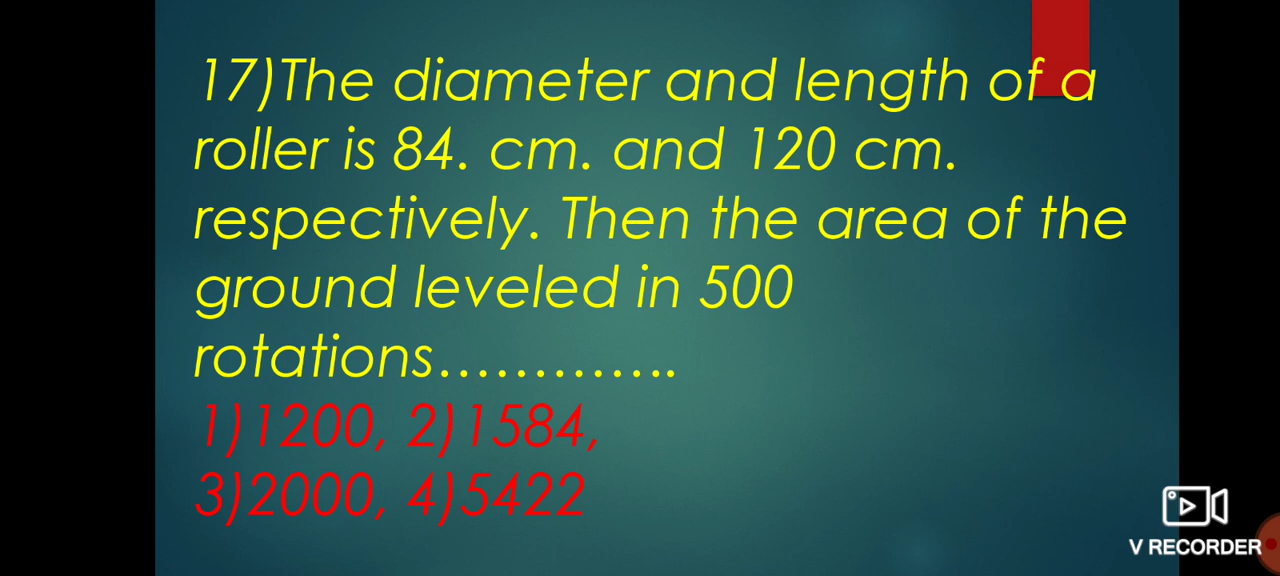 17)The diameter and length of a
roller is 84. cm. and 120 cm.
respectively. Then the area of the
ground leveled in 500
rotations………….
1)1200, 2)1584,
3)2000, 4)5422
V RECORDER